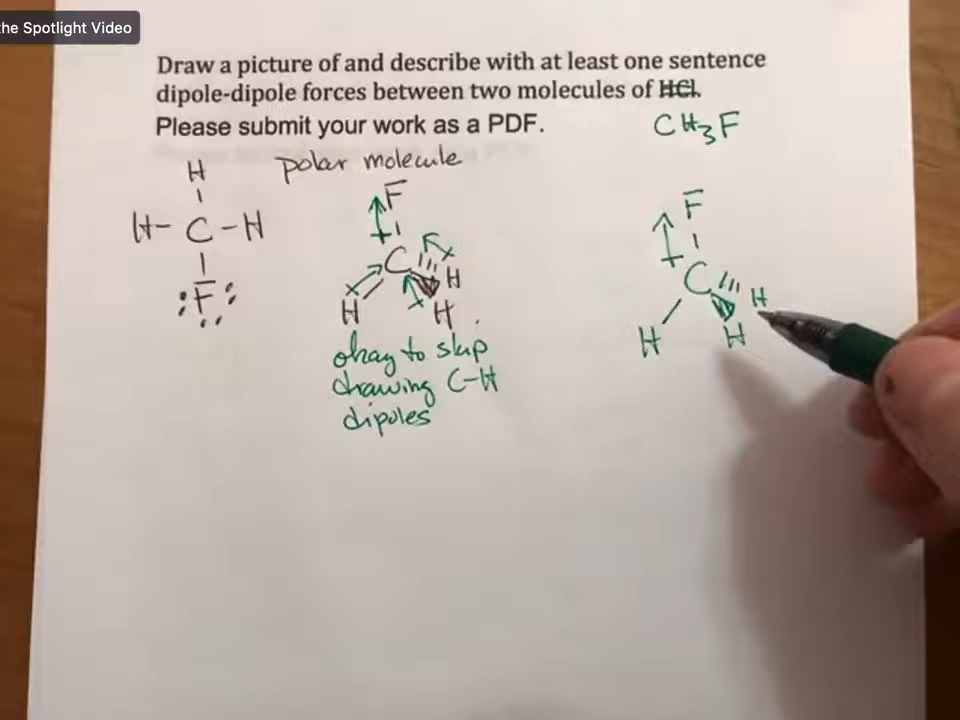 the Spotlight Video
Draw a picture of and describe with at least one sentence
dipole-dipole forces between two molecules of HCl.
Please submit your work as a PDF.
CH3F
polar molecule
H
H-C-H
F
F
C
H
H
H
okay to skip
drawing C-H
dipoles
F
C
H
H
H